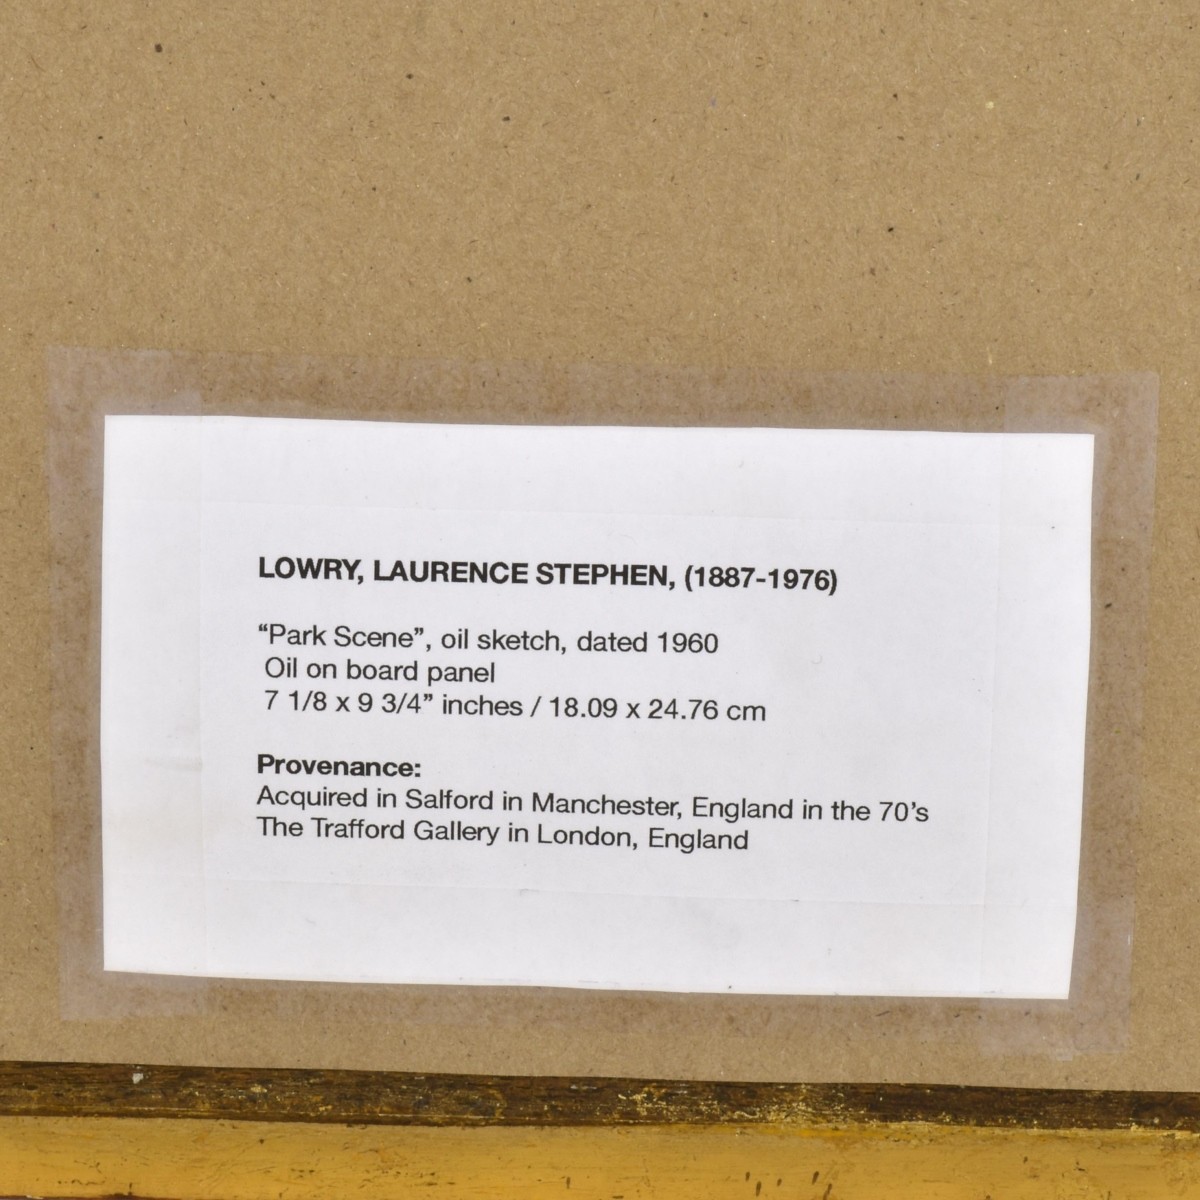 LOWRY, LAURENCE STEPHEN, (1887-1976)
“Park Scene”, oil sketch, dated 1960
Oil on board panel
7 1/8 x 9 3/4” inches / 18.09 x 24.76 cm
Provenance:
Acquired in Salford in Manchester, England in the 70’s
The Trafford Gallery in London, England